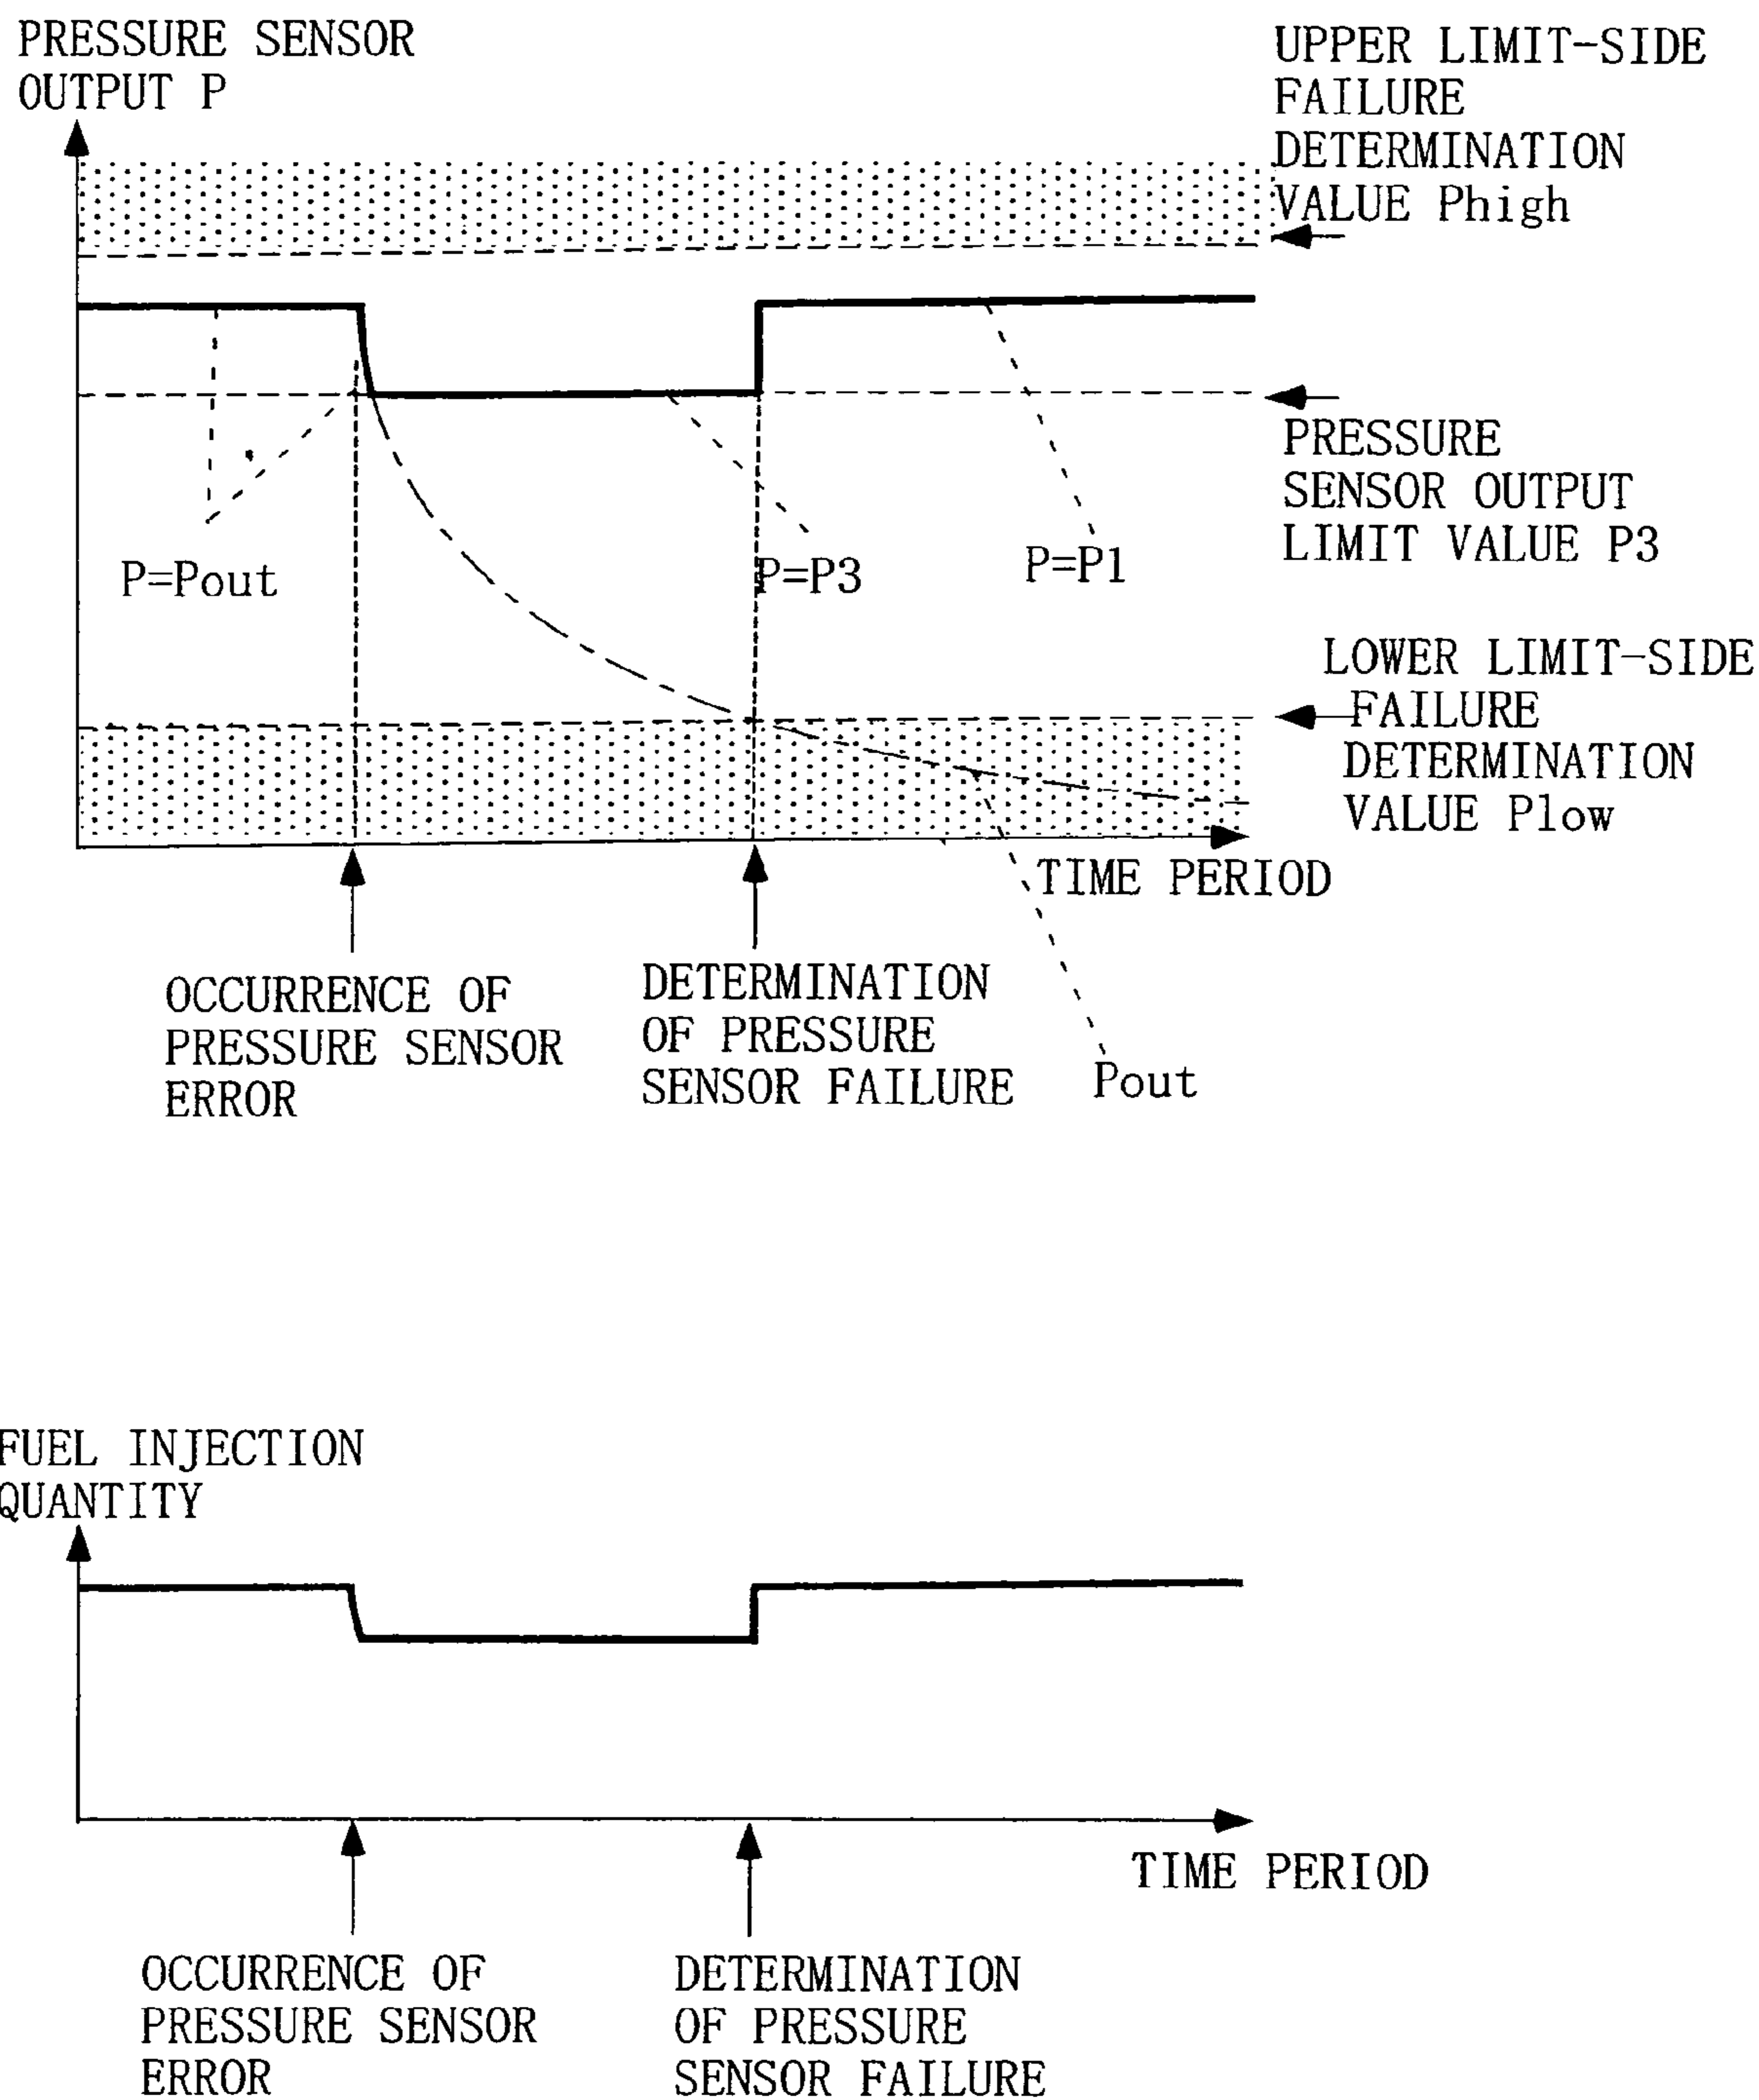 PRESSURE SENSOR
OUTPUT P
UPPER LIMIT-SIDE
FAILURE
DETERMINATION
VALUE Phigh
PRESSURE
SENSOR OUTPUT
LIMIT VALUE P3
P=Pout
P=P3
P=P1
LOWER LIMIT-SIDE
FAILURE
DETERMINATION
VALUE Plow
TIME PERIOD
OCCURRENCE OF
PRESSURE SENSOR
ERROR
DETERMINATION
OF PRESSURE
SENSOR FAILURE
Pout
FUEL INJECTION
QUANTITY
TIME PERIOD
OCCURRENCE OF
PRESSURE SENSOR
ERROR
DETERMINATION
OF PRESSURE
SENSOR FAILURE